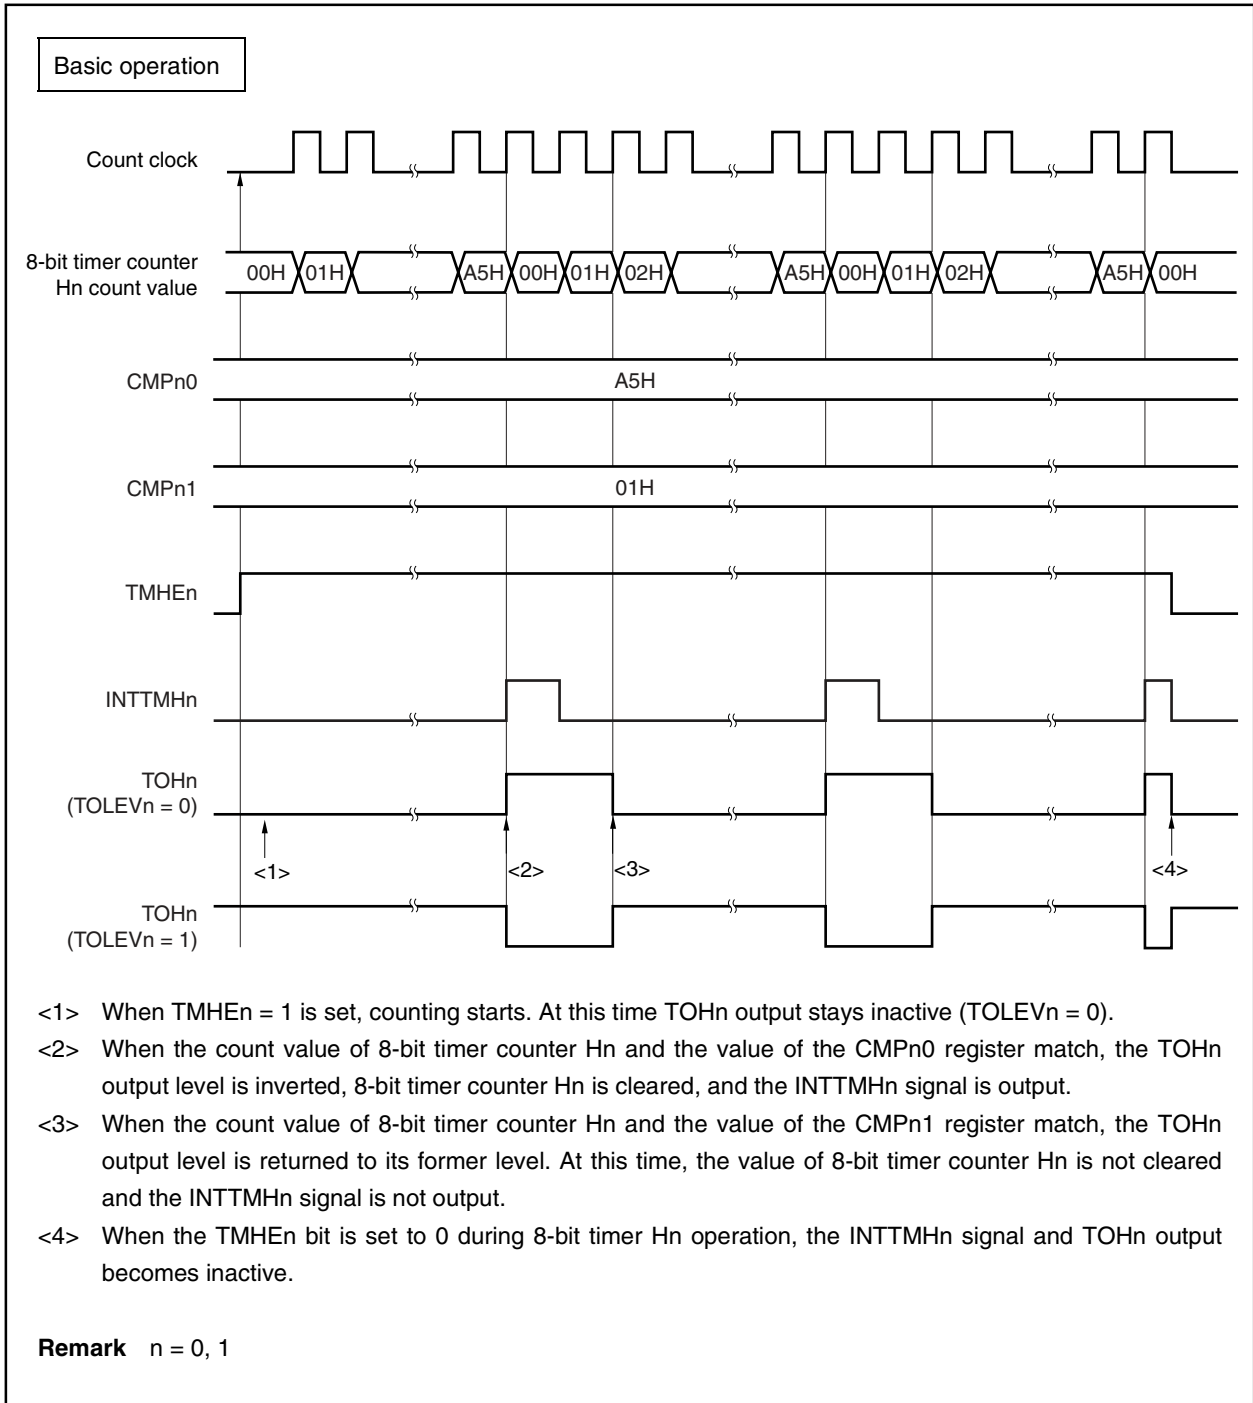 Basic operation
Count clock
8-bit timer counter
Hn count value
00H 01H A5H 00H 01H 02H A5H 00H 01H 02H A5H 00H
CMPn0
A5H
CMPn1
01H
TMHEn
INTTMHn
TOHn
(TOLEVn = 0)
<1> <2> <3> <4>
TOHn
(TOLEVn = 1)
<1> When TMHEn = 1 is set, counting starts. At this time TOHn output stays inactive (TOLEVn = 0).
<2> When the count value of 8-bit timer counter Hn and the value of the CMPn0 register match, the TOHn
output level is inverted, 8-bit timer counter Hn is cleared, and the INTTMHn signal is output.
<3> When the count value of 8-bit timer counter Hn and the value of the CMPn1 register match, the TOHn
output level is returned to its former level. At this time, the value of 8-bit timer counter Hn is not cleared
and the INTTMHn signal is not output.
<4> When the TMHEn bit is set to 0 during 8-bit timer Hn operation, the INTTMHn signal and TOHn output
becomes inactive.
Remark n = 0, 1